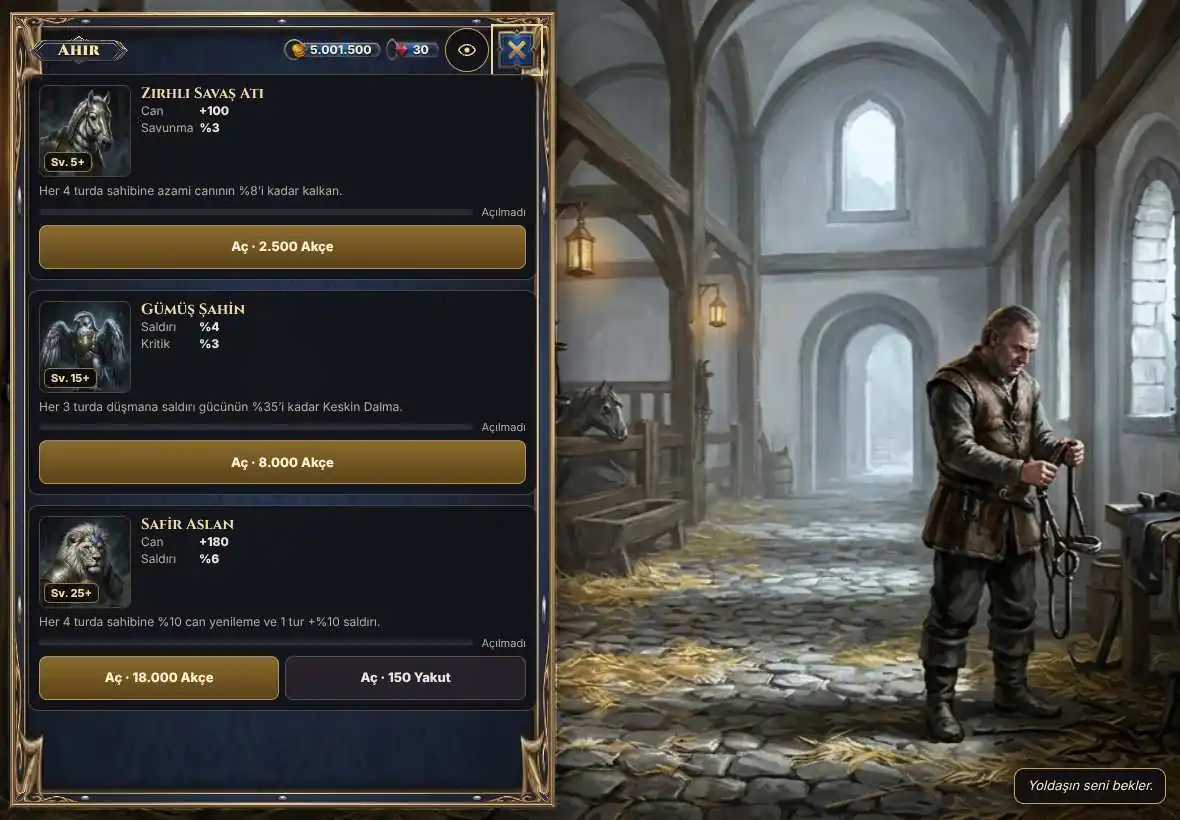 AHIR
5.001.500
30
ZIRHLI SAVAŞ ATI
Can +100
Savunma %3
Sv. 5+
Her 4 turda sahibine azami canının %8'i kadar kalkan.
Açılmadı
Aç · 2.500 Akçe
GÜMÜŞ ŞAHİN
Saldırı %4
Kritik %3
Sv. 15+
Her 3 turda düşmana saldırı gücünün %35'i kadar Keskin Dalma.
Açılmadı
Aç · 8.000 Akçe
SAFİR ASLAN
Can +180
Saldırı %6
Sv. 25+
Her 4 turda sahibine %10 can yenileme ve 1 tur +%10 saldırı.
Açılmadı
Aç · 18.000 Akçe
Aç · 150 Yakut
Yoldaşın seni bekler.